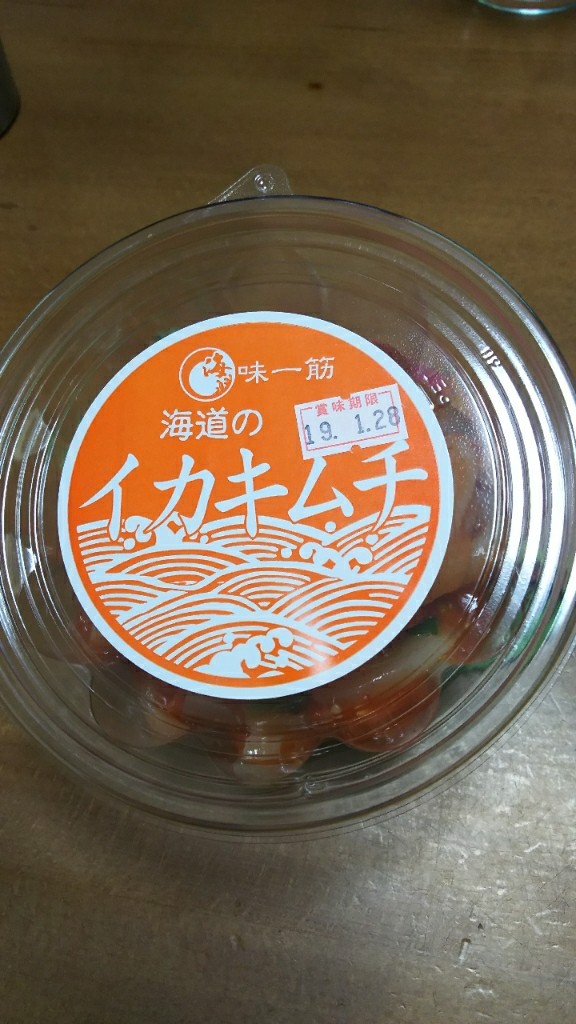 味一筋
海道の
賞味期限
19. 1.28
イカキムチ